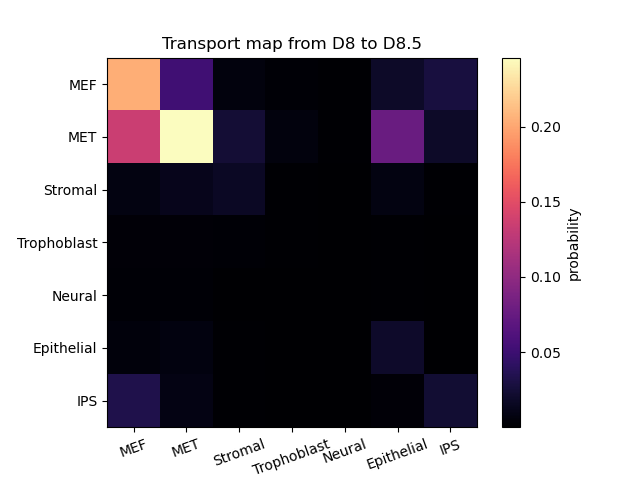 Transport map from D8 to D8.5
MEF
MET
Stromal
Trophoblast
Neural
Epithelial
IPS
MEF
MET
Stromal
Trophoblast
Neural
Epithelial
IPS
0.20
0.15
0.10
0.05
probability